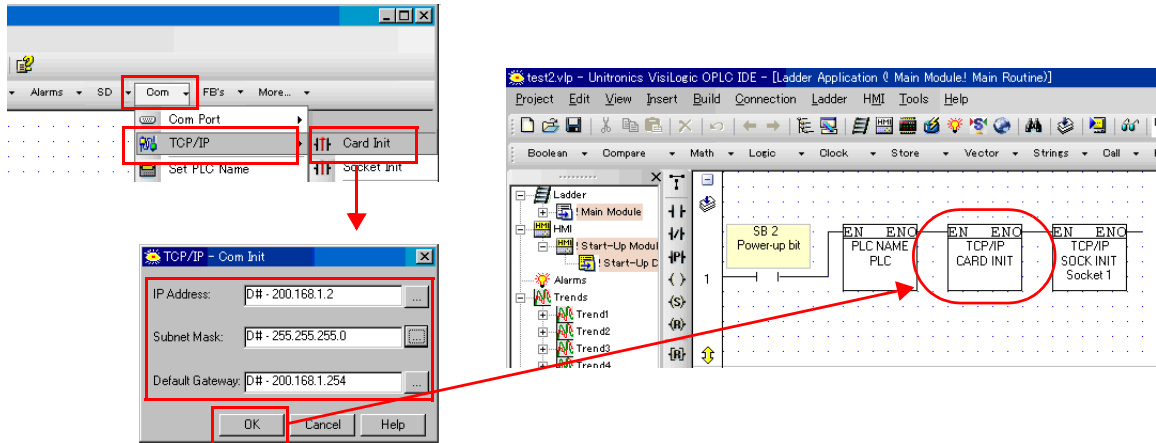 Alarms SD Com FB's More...
Com Port
TCP/IP
Set PLC Name
Card Init
Socket Init
TCP/IP - Com Init
IP Address: D# - 200.168.1.2 ...
Subnet Mask: D# - 255.255.255.0 ...
Default Gateway: D# - 200.168.1.254 ...
OK Cancel Help
test2.vlp - Unitronics VisiLogic OPLC IDE - [Ladder Application (! Main Module! Main Routine)]
Project Edit View Insert Build Connection Ladder HMI Tools Help
Boolean Compare Math Logic Clock Store Vector Strings Call
Ladder
! Main Module
HMI
! Start-Up Modul
! Start-Up D
Alarms
Trends
Trend1
Trend2
Trend3
Trend4
1
SB 2
Power-up bit
EN ENO
PLC NAME
PLC
EN ENO
TCP/IP
CARD INIT
EN ENO
TCP/IP
SOCK INIT
Socket 1